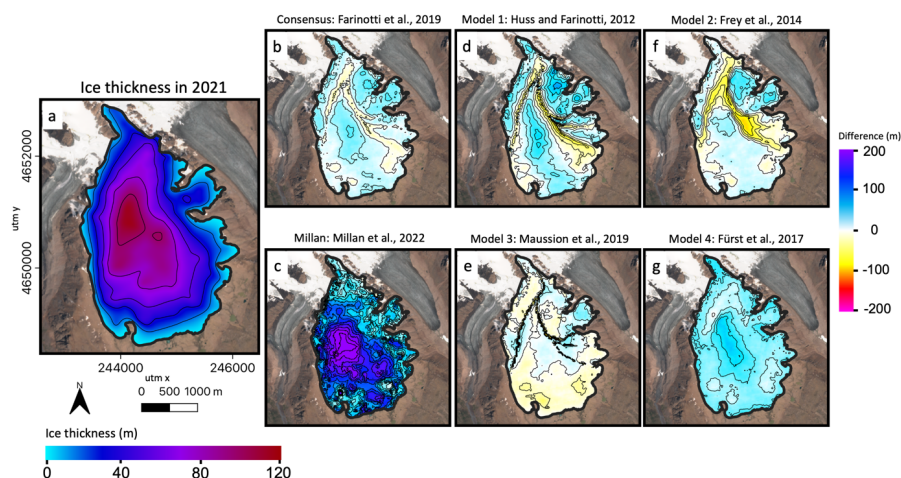 Consensus: Farinotti et al., 2019
Model 1: Huss and Farinotti, 2012
Model 2: Frey et al., 2014
b
d
f
Ice thickness in 2021
a
4652000
utm y
4650000
244000
246000
utm x
N
0 500 1000 m
Ice thickness (m)
0 40 80 120
Difference (m)
200
100
0
-100
-200
Millan: Millan et al., 2022
Model 3: Maussion et al., 2019
Model 4: Fürst et al., 2017
c
e
g